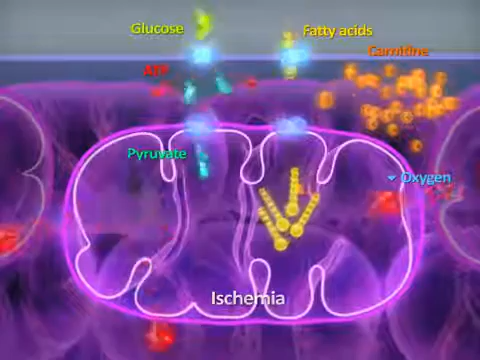 Glucose
Fatty acids
Carnitine
ATP
Pyruvate
Oxygen
Ischemia